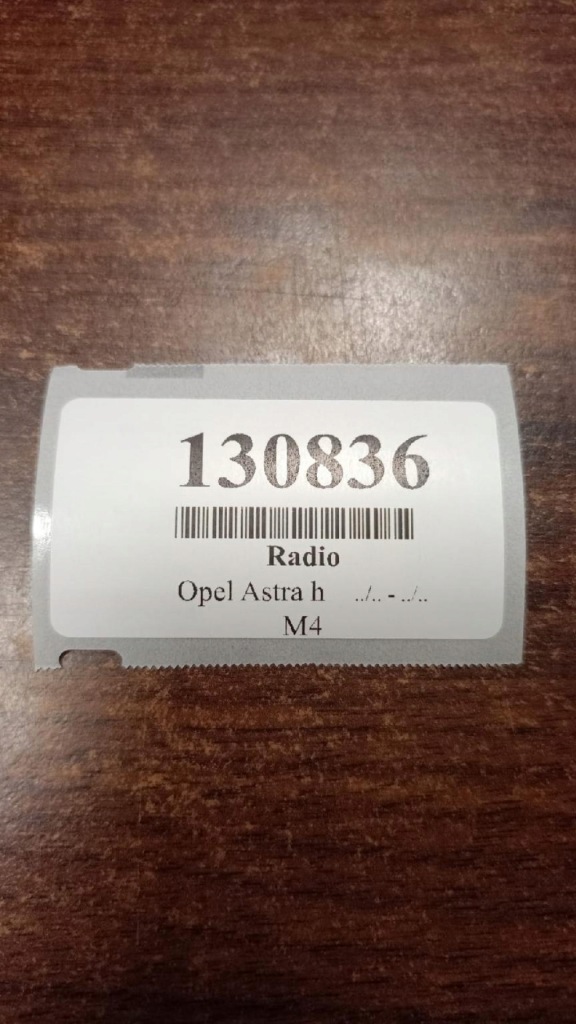 130836
Radio
Opel Astra h ../.. - ../..
M4